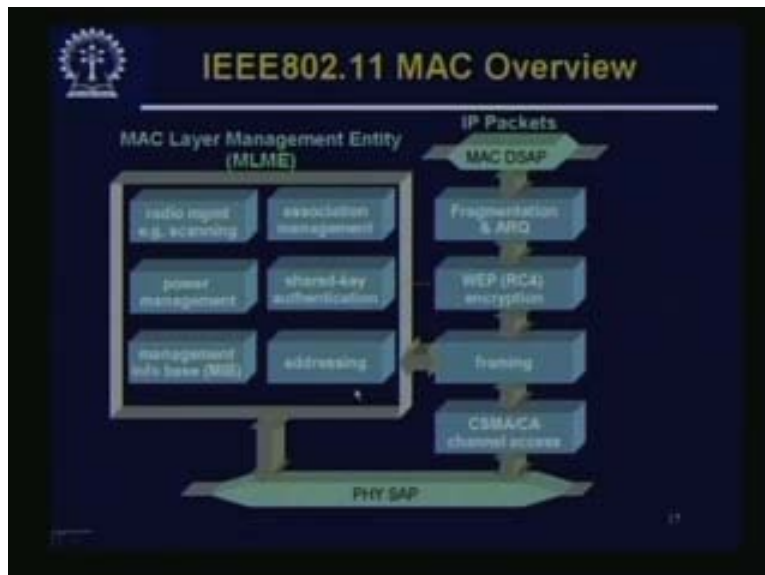 IEEE802.11 MAC Overview
MAC Layer Management Entity
(MLME)
radio mgmt
e.g. scanning
association
management
power
management
shared-key
authentication
management
info base (MIB)
addressing
IP Packets
MAC DSAP
Fragmentation
& ARQ
WEP (RC4)
encryption
framing
CSMA/CA
channel access
PHY SAP
17